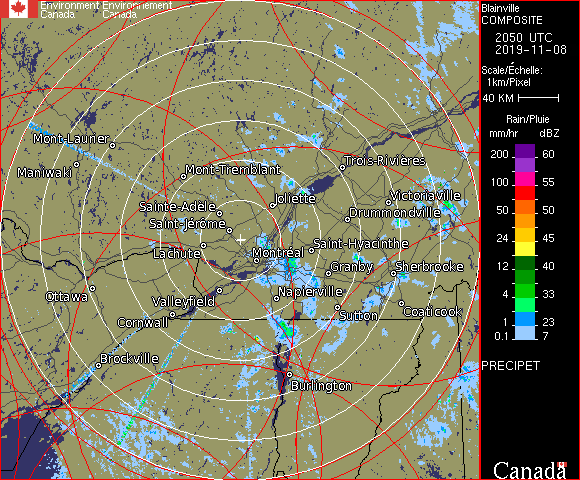 Environment Environnement
Canada Canada
Blainville
COMPOSITE
2050 UTC
2019-11-08
Scale/Échelle:
1km/Pixel
40 KM
Rain/Pluie
mm/hr dBZ
200 60
100 55
50 50
24 45
12 40
4 33
1 23
0.1 7
PRECIPET
Canada
Mont-Laurier
Maniwaki
Mont-Tremblant
Trois-Rivières
Joliette
Victoriaville
Sainte-Adele
Drummondville
Saint-Jérôme
Lachute
Montréal
Saint-Hyacinthe
Granby
Sherbrooke
Ottawa
Valleyfield
Napierville
Cornwall
Sutton
Coaticook
Brockville
Burlington